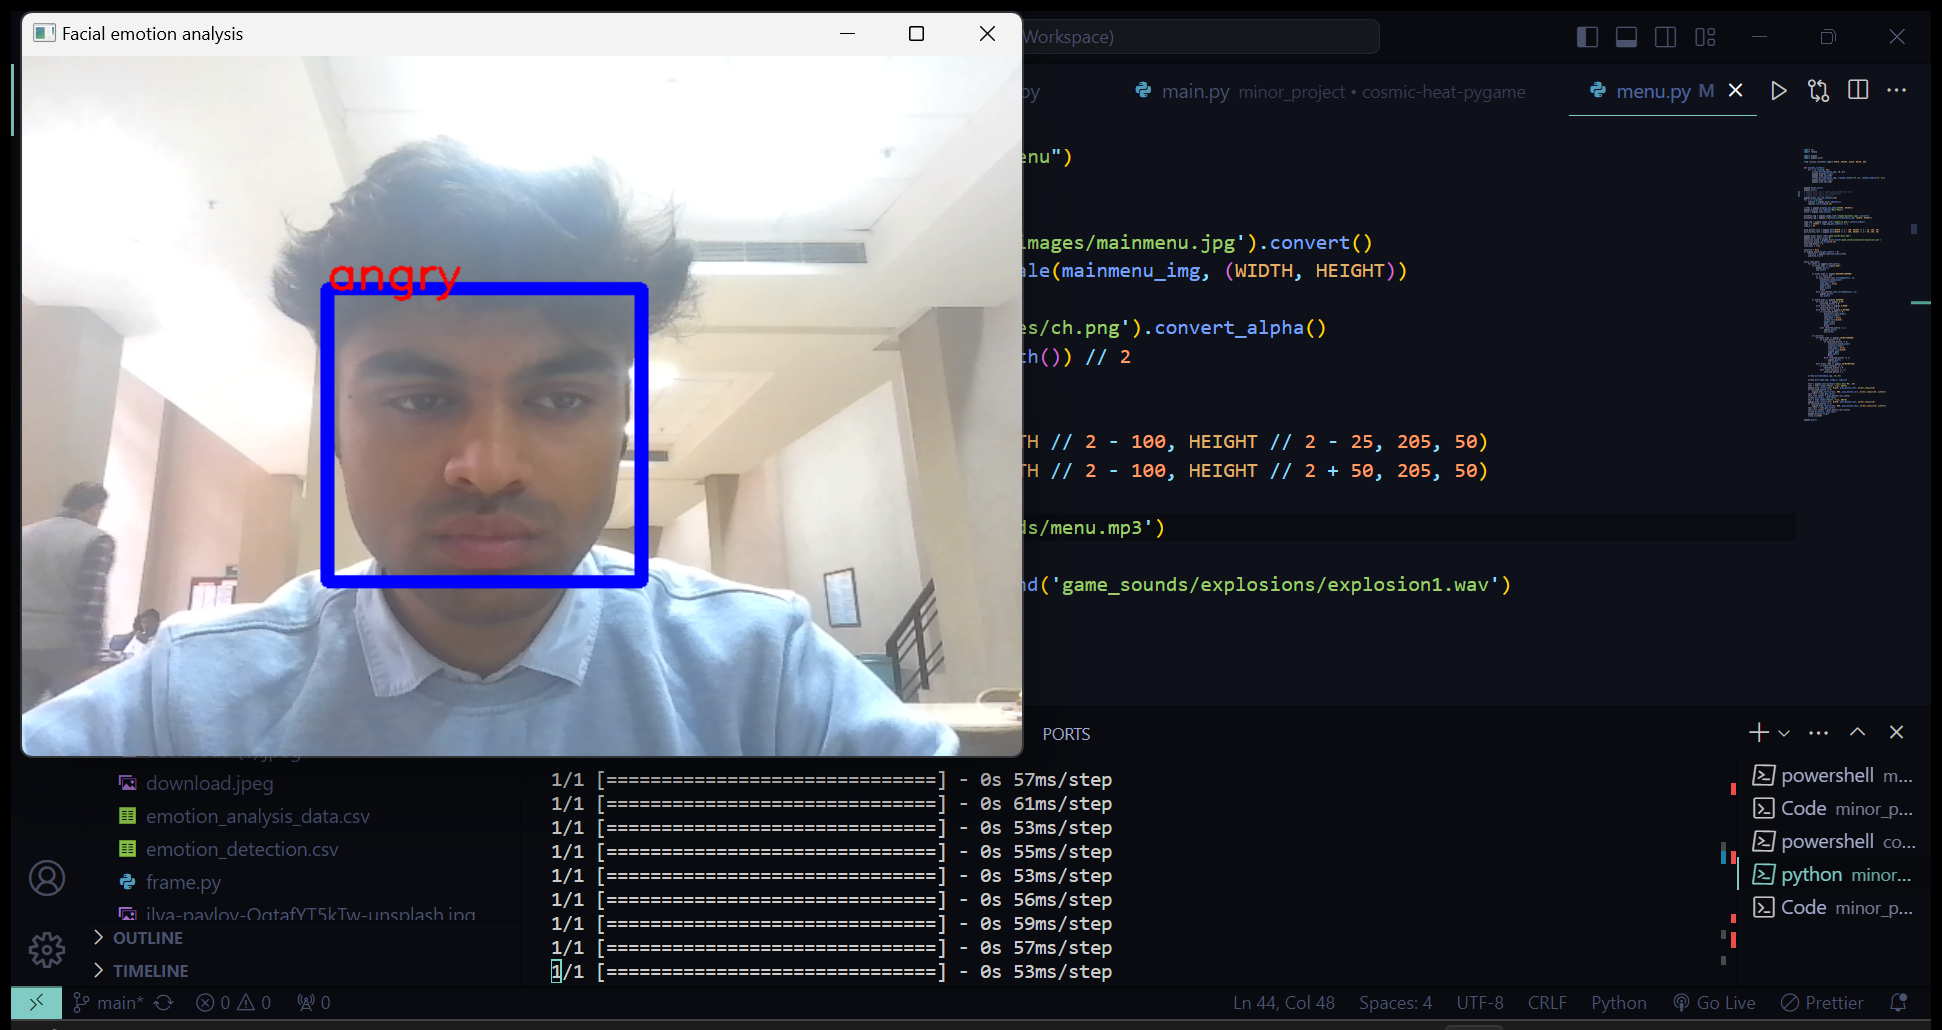 Facial emotion analysis
Workspace)
py
main.py minor_project • cosmic-heat-pygame
menu.py M
angry
enu")
images/mainmenu.jpg').convert()
ale(mainmenu_img, (WIDTH, HEIGHT))
es/ch.png').convert_alpha()
th()) // 2
TH // 2 - 100, HEIGHT // 2 - 25, 205, 50)
TH // 2 - 100, HEIGHT // 2 + 50, 205, 50)
ds/menu.mp3')
nd('game_sounds/explosions/explosion1.wav')
PORTS
download.jpeg
emotion_analysis_data.csv
emotion_detection.csv
frame.py
OUTLINE
TIMELINE
1/1 [==============================] - 0s 57ms/step
1/1 [==============================] - 0s 61ms/step
1/1 [==============================] - 0s 53ms/step
1/1 [==============================] - 0s 55ms/step
1/1 [==============================] - 0s 53ms/step
1/1 [==============================] - 0s 56ms/step
1/1 [==============================] - 0s 59ms/step
1/1 [==============================] - 0s 57ms/step
1/1 [==============================] - 0s 53ms/step
powershell m...
Code minor_p...
powershell co...
python minor...
Code minor_p...
main* 0 0 0
Ln 44, Col 48 Spaces: 4 UTF-8 CRLF Python Go Live Prettier